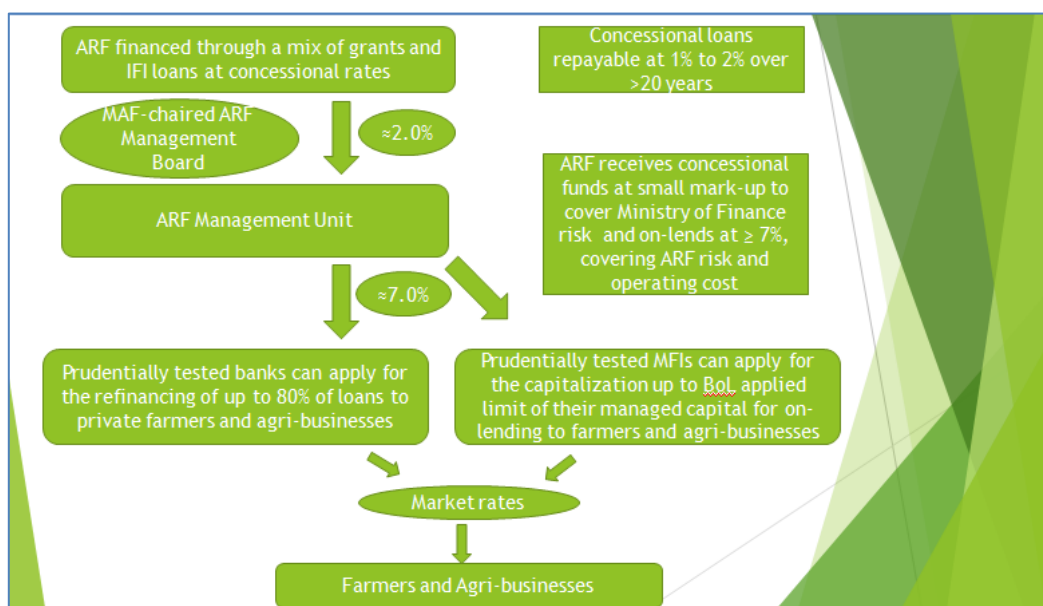 ARF financed through a mix of grants and
IFI loans at concessional rates
Concessional loans
repayable at 1% to 2% over
>20 years
MAF-chaired ARF
Management
Board
≈2.0%
ARF receives concessional
funds at small mark-up to
cover Ministry of Finance
risk and on-lends at ≥ 7%,
covering ARF risk and
operating cost
ARF Management Unit
≈7.0%
Prudentially tested banks can apply for
the refinancing of up to 80% of loans to
private farmers and agri-businesses
Prudentially tested MFIs can apply for
the capitalization up to BoL applied
limit of their managed capital for on-
lending to farmers and agri-businesses
Market rates
Farmers and Agri-businesses